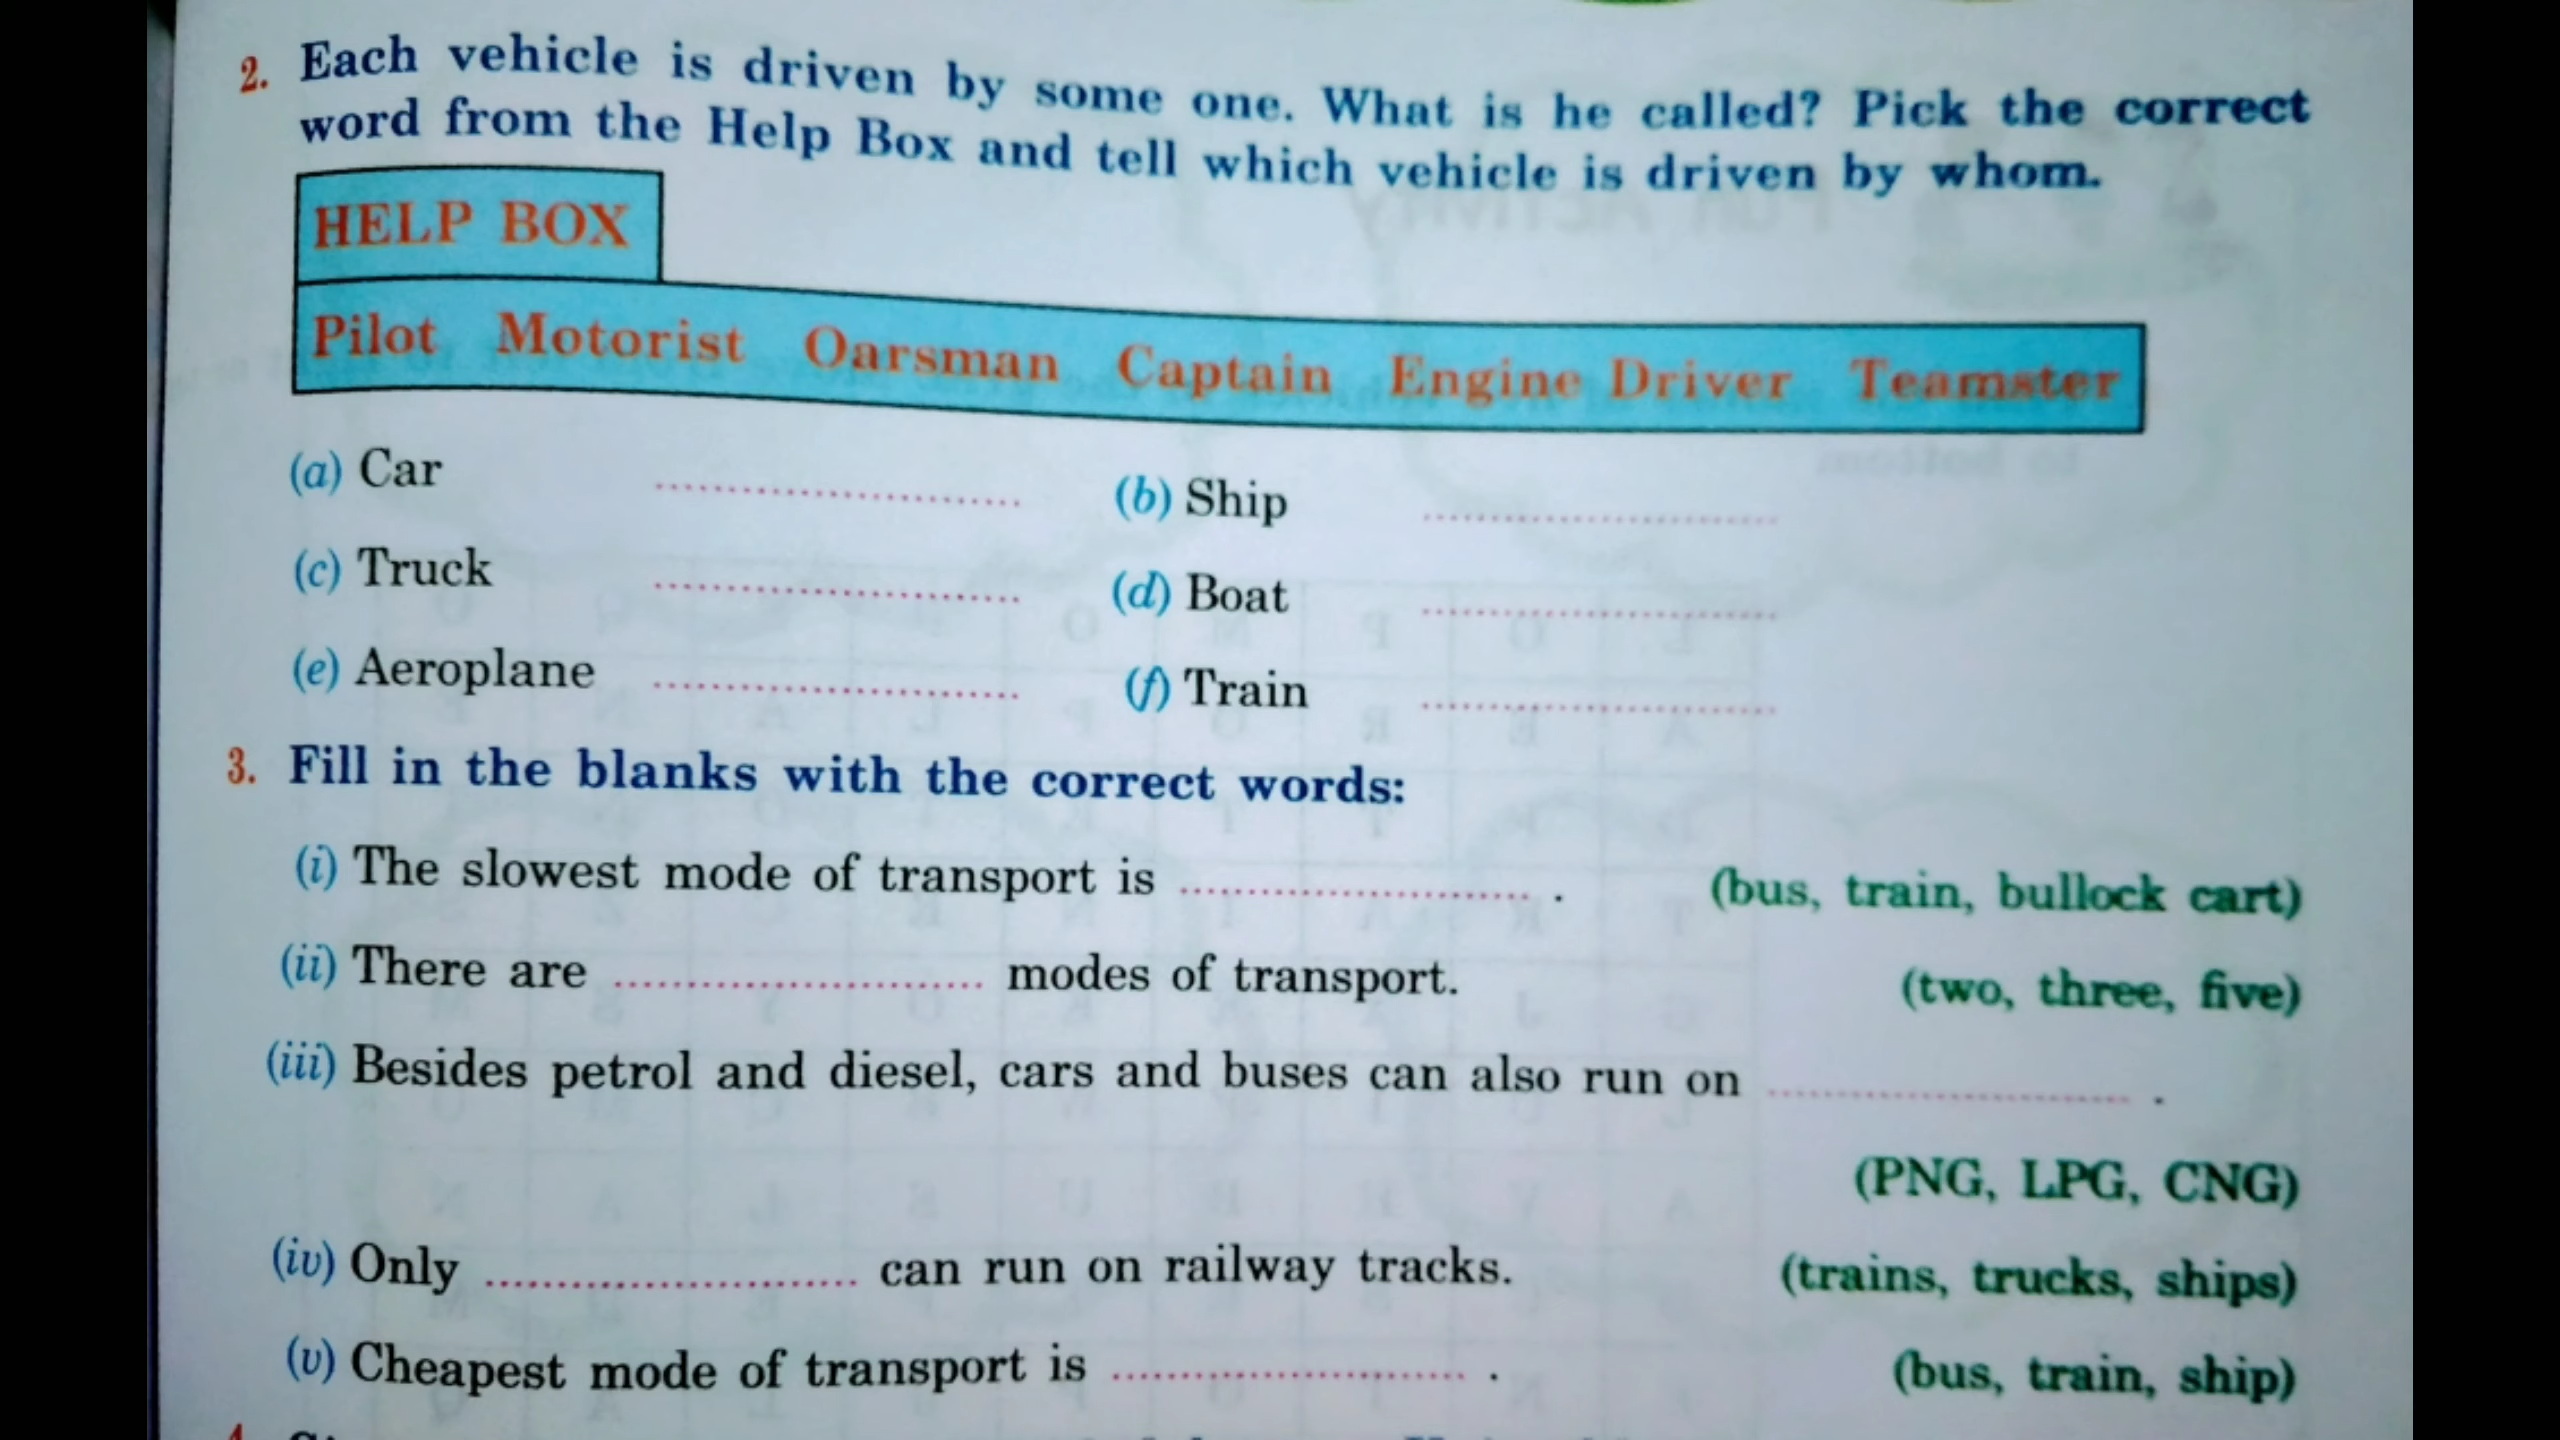 2. Each vehicle is driven by some one. What is he called? Pick the correct
word from the Help Box and tell which vehicle is driven by whom.
HELP BOX
Pilot Motorist Oarsman Captain Engine Driver Teamster
(a) Car .......................... (b) Ship ..........................
(c) Truck .......................... (d) Boat ..........................
(e) Aeroplane .......................... (f) Train ..........................
3. Fill in the blanks with the correct words:
(i) The slowest mode of transport is .......................... . (bus, train, bullock cart)
(ii) There are .......................... modes of transport. (two, three, five)
(iii) Besides petrol and diesel, cars and buses can also run on .......................... .
(PNG, LPG, CNG)
(iv) Only .......................... can run on railway tracks. (trains, trucks, ships)
(v) Cheapest mode of transport is .......................... . (bus, train, ship)